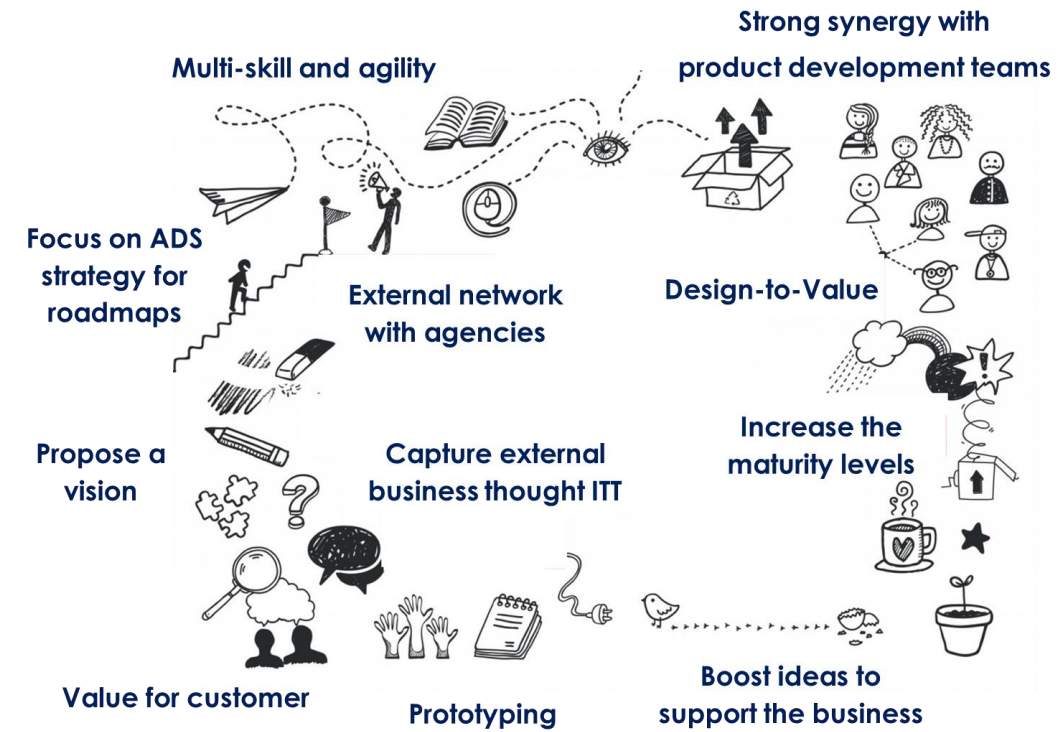 Strong synergy with
product development teams
Multi-skill and agility
Focus on ADS
strategy for
roadmaps
External network
with agencies
Design-to-Value
Propose a
vision
Capture external
business thought ITT
Increase the
maturity levels
Value for customer
Prototyping
Boost ideas to
support the business